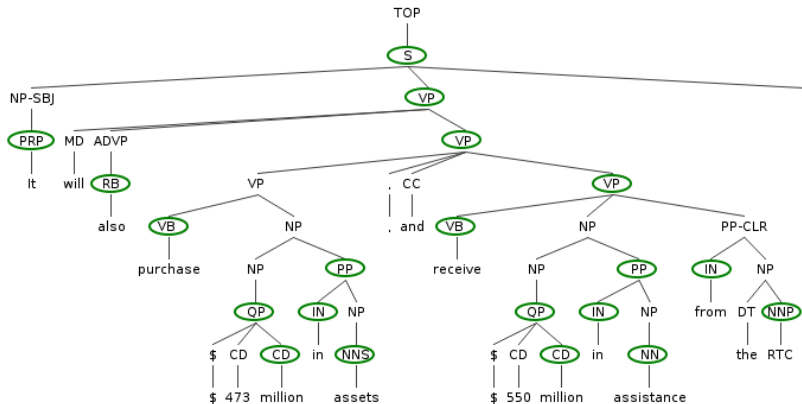 TOP
S
NP-SBJ VP
PRP MD ADVP VP
It will RB VP , CC VP
also VB NP , and VB NP PP-CLR
purchase NP PP receive NP PP IN NP
QP IN NP QP IN NP from DT NNP
$ CD CD in NNS $ CD CD in NN the RTC
$ 473 million assets $ 550 million assistance